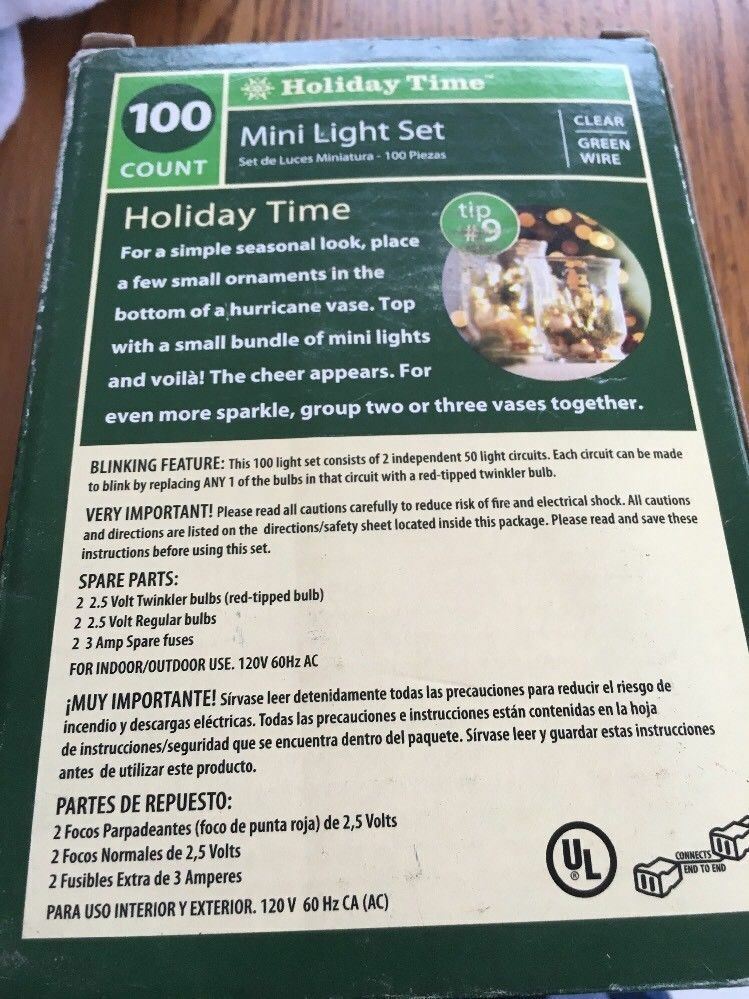 100
COUNT
Holiday Time™
Mini Light Set
Set de Luces Miniatura - 100 Piezas
CLEAR
GREEN
WIRE
Holiday Time
tip
#9
For a simple seasonal look, place
a few small ornaments in the
bottom of a hurricane vase. Top
with a small bundle of mini lights
and voilà! The cheer appears. For
even more sparkle, group two or three vases together.
BLINKING FEATURE: This 100 light set consists of 2 independent 50 light circuits. Each circuit can be made
to blink by replacing ANY 1 of the bulbs in that circuit with a red-tipped twinkler bulb.
VERY IMPORTANT! Please read all cautions carefully to reduce risk of fire and electrical shock. All cautions
and directions are listed on the directions/safety sheet located inside this package. Please read and save these
instructions before using this set.
SPARE PARTS:
2 2.5 Volt Twinkler bulbs (red-tipped bulb)
2 2.5 Volt Regular bulbs
2 3 Amp Spare fuses
FOR INDOOR/OUTDOOR USE. 120V 60Hz AC
¡MUY IMPORTANTE! Sírvase leer detenidamente todas las precauciones para reducir el riesgo de
incendio y descargas eléctricas. Todas las precauciones e instrucciones están contenidas en la hoja
de instrucciones/seguridad que se encuentra dentro del paquete. Sírvase leer y guardar estas instrucciones
antes de utilizar este producto.
PARTES DE REPUESTO:
2 Focos Parpadeantes (foco de punta roja) de 2,5 Volts
2 Focos Normales de 2,5 Volts
2 Fusibles Extra de 3 Amperes
PARA USO INTERIOR Y EXTERIOR. 120 V 60 Hz CA (AC)
UL
®
CONNECTS
END TO END